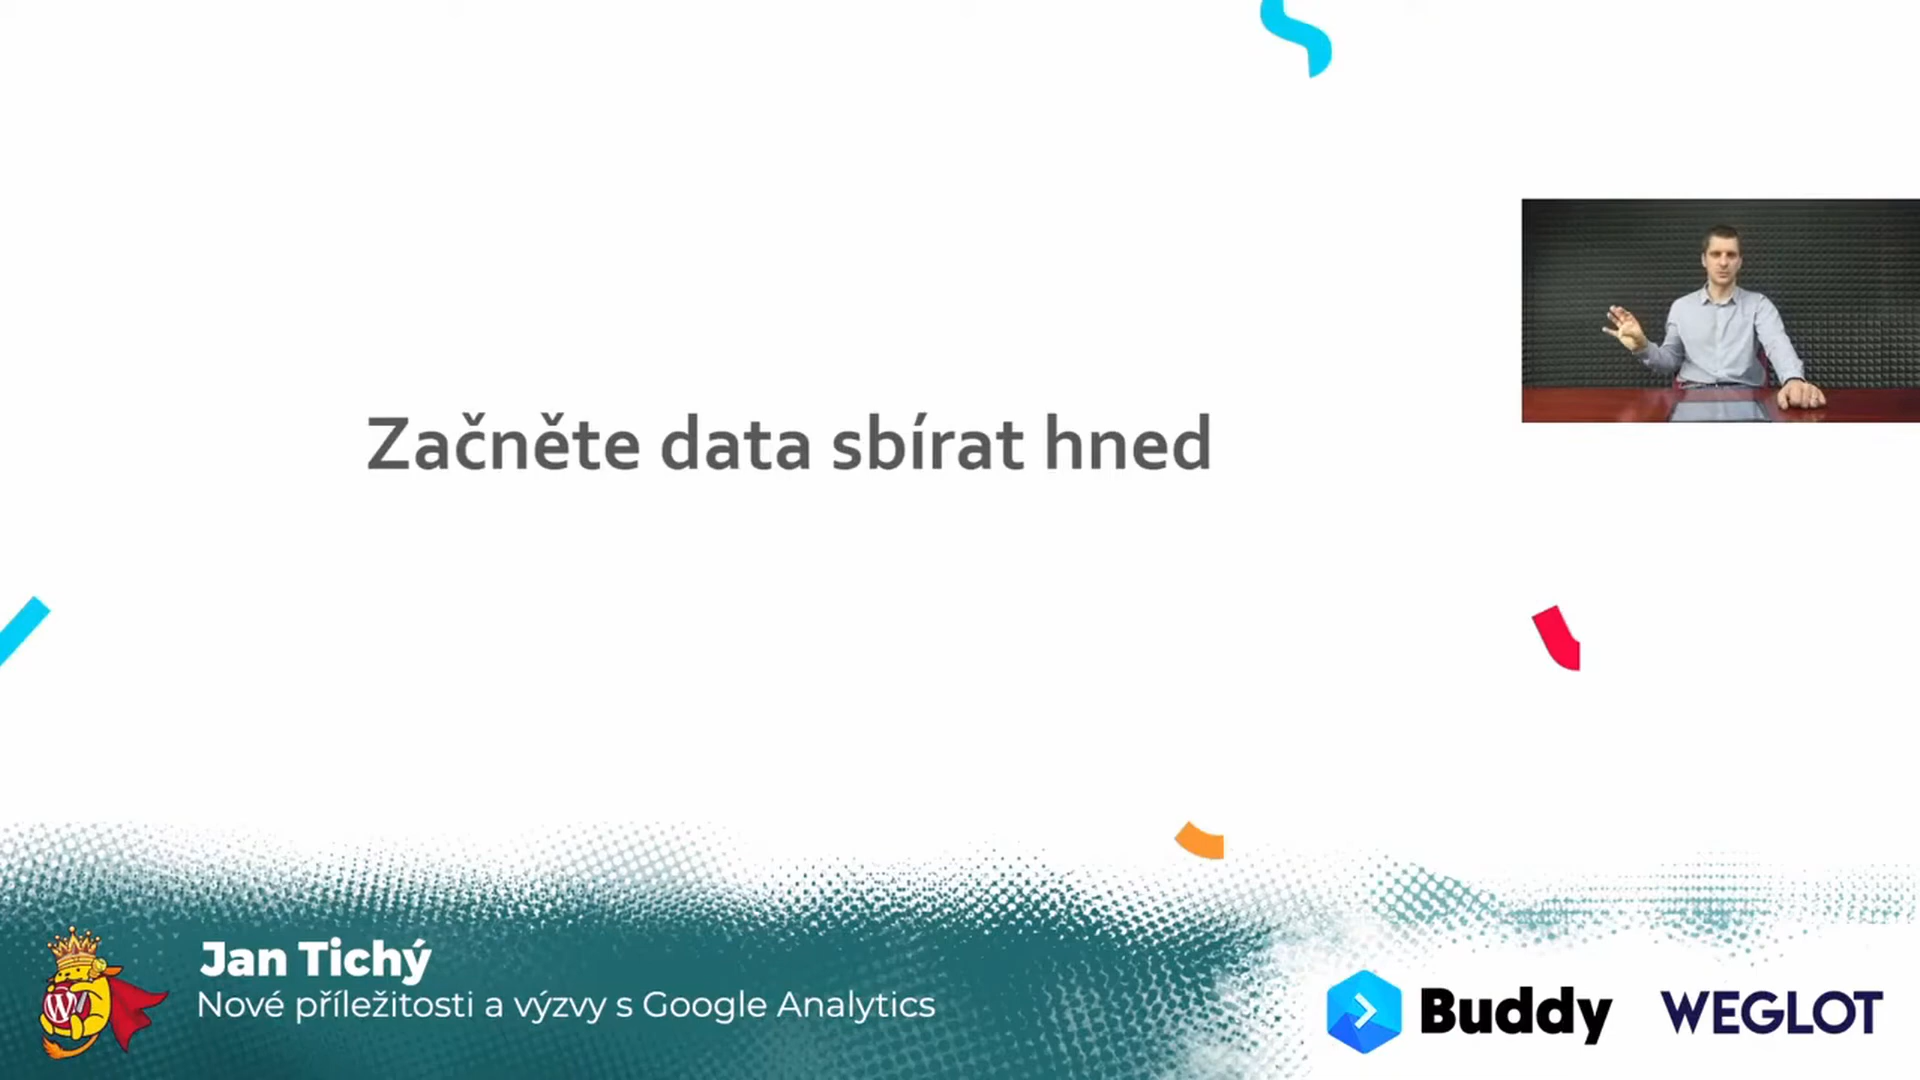 Začněte data sbírat hned
Jan Tichý
Nové příležitosti a výzvy s Google Analytics
Buddy
WEGLOT